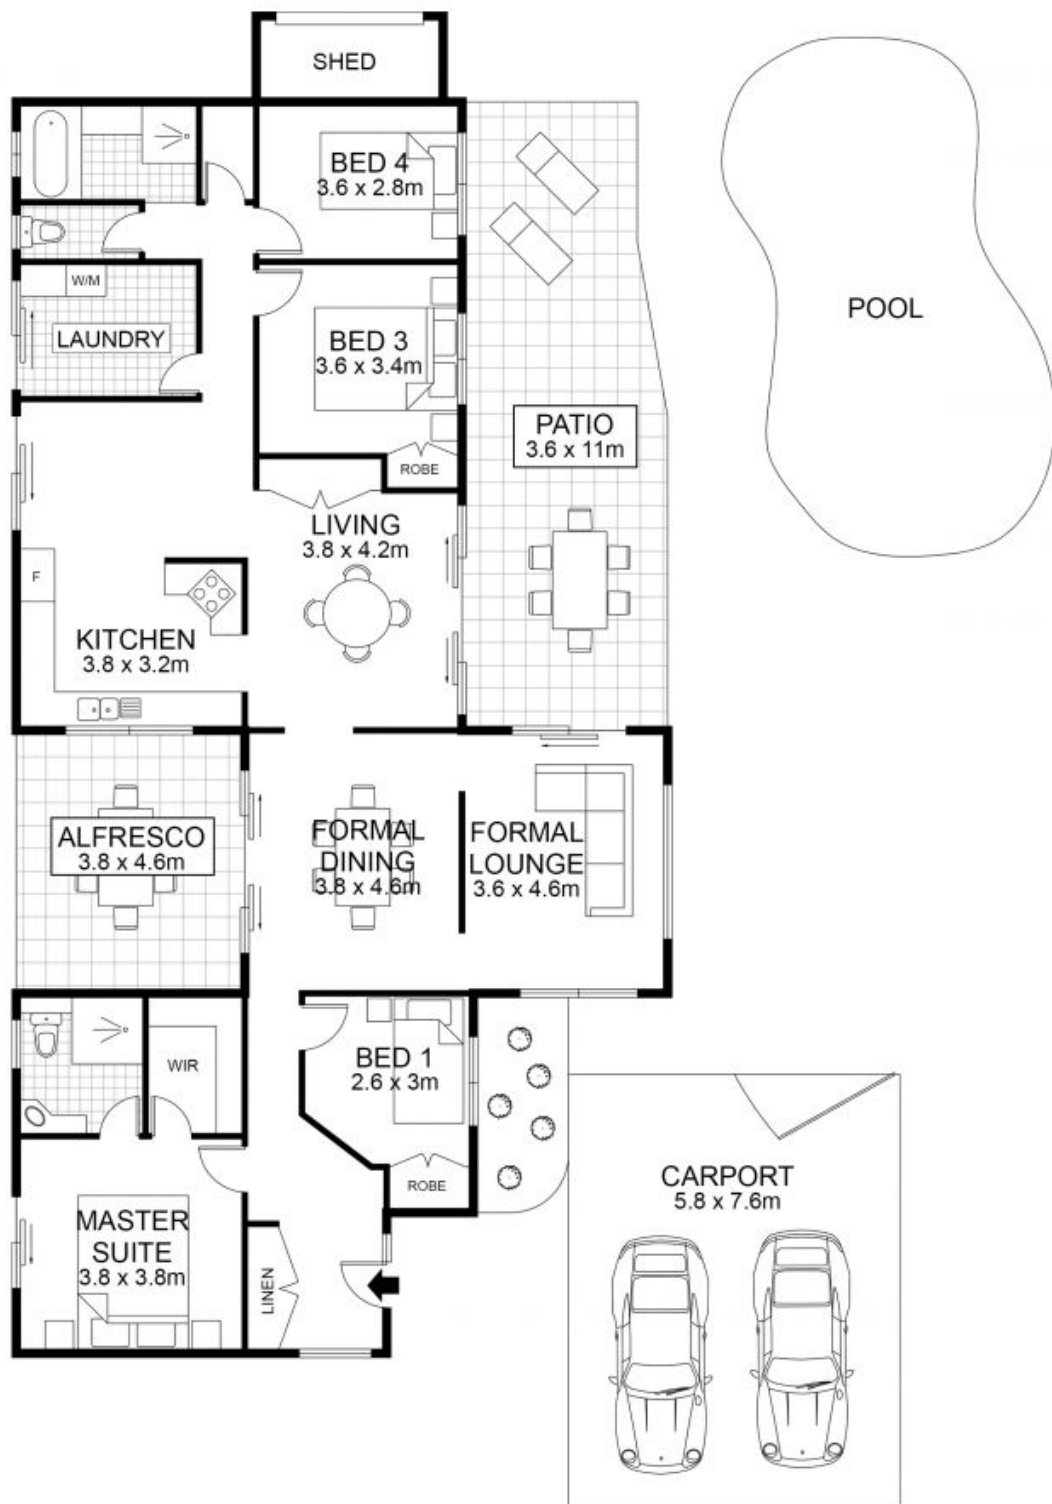 SHED
BED 4
3.6 x 2.8m
W/M
LAUNDRY
BED 3
3.6 x 3.4m
POOL
PATIO
3.6 x 11m
ROBE
LIVING
3.8 x 4.2m
F
KITCHEN
3.8 x 3.2m
ALFRESCO
3.8 x 4.6m
FORMAL
DINING
3.8 x 4.6m
FORMAL
LOUNGE
3.6 x 4.6m
WIR
BED 1
2.6 x 3m
ROBE
CARPORT
5.8 x 7.6m
MASTER
SUITE
3.8 x 3.8m
LINEN